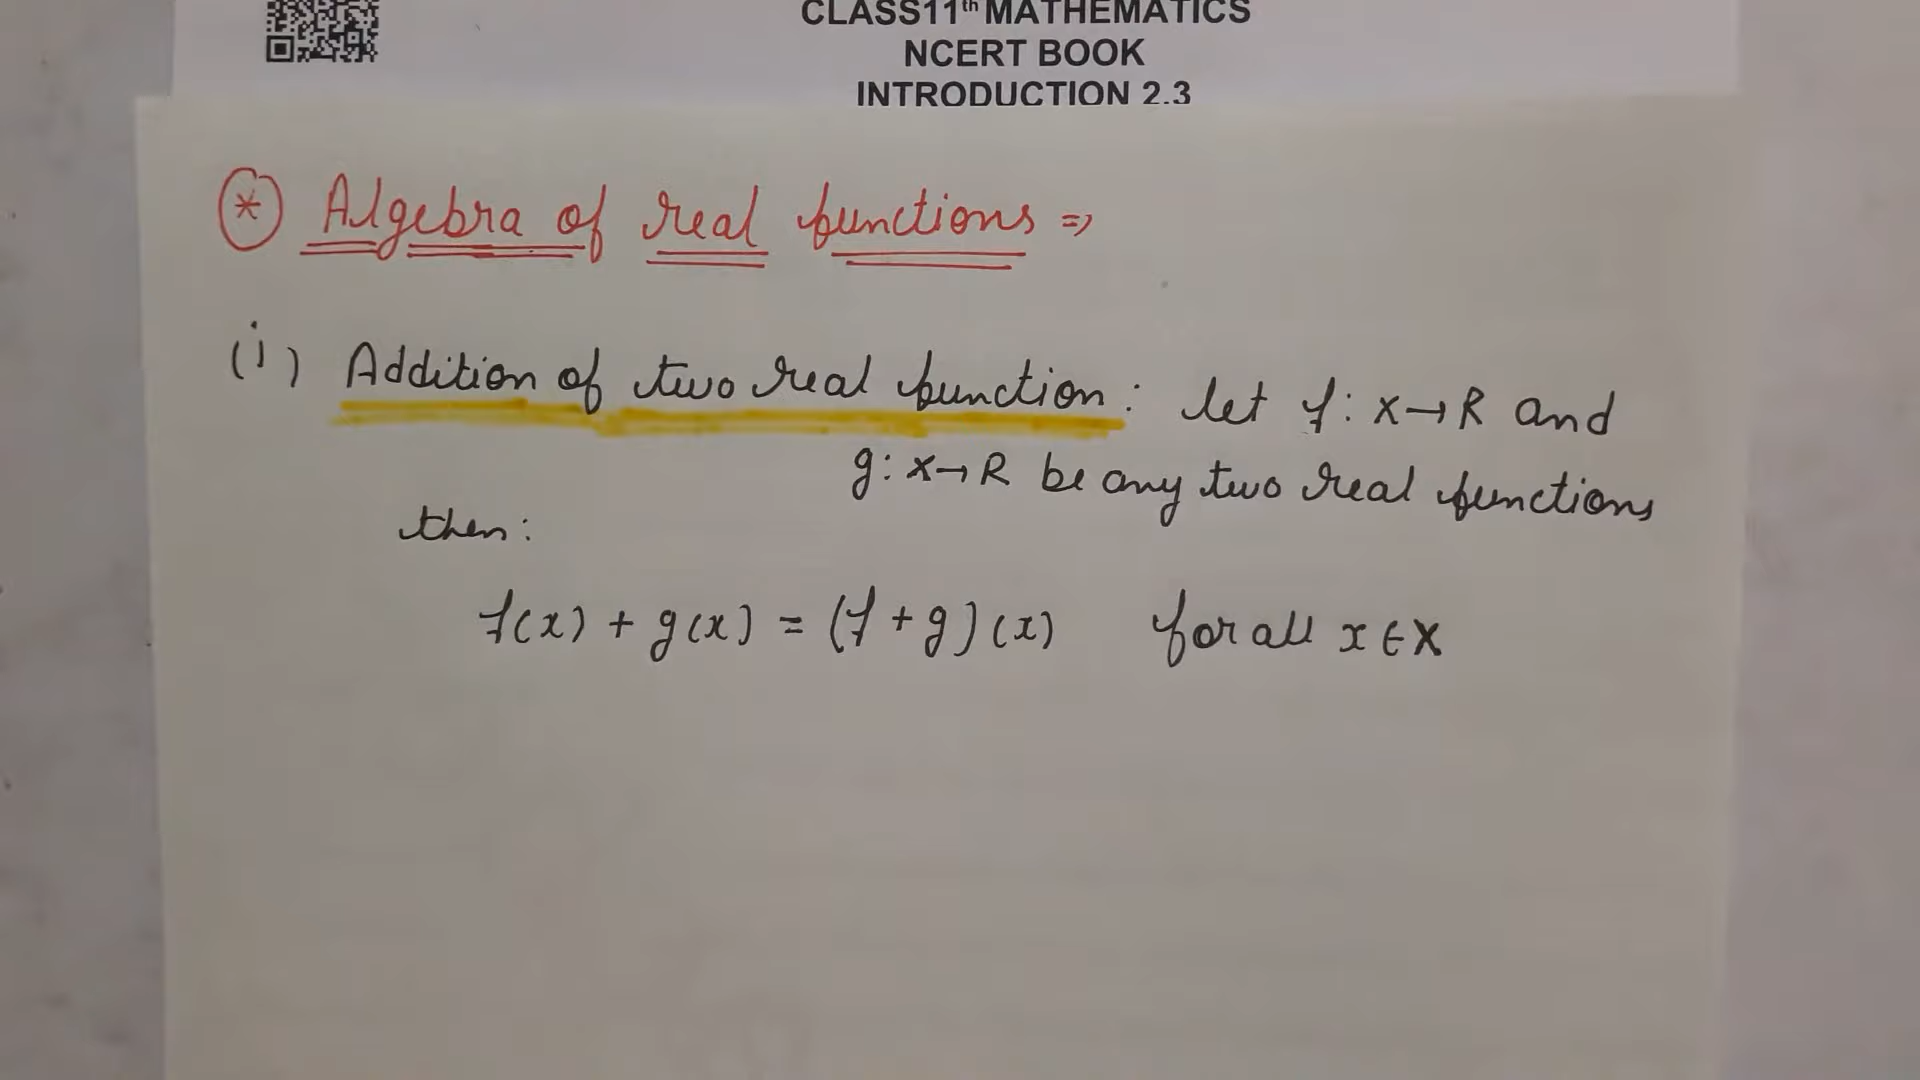 CLASS11th MATHEMATICS
NCERT BOOK
INTRODUCTION 2.3
* Algebra of real functions ⇒
(i) Addition of two real function: let f: X→R and
g: X→R be any two real functions
then:
f(x) + g(x) = (f + g)(x) for all x ∈ X